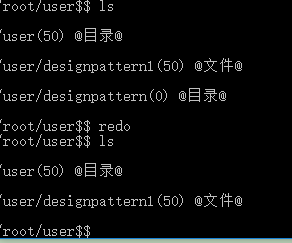 /root/user$$ ls
/user(50) @目录@
/user/designpattern1(50) @文件@
/user/designpattern(0) @目录@
/root/user$$ redo
/root/user$$ ls
/user(50) @目录@
/user/designpattern1(50) @文件@
/root/user$$